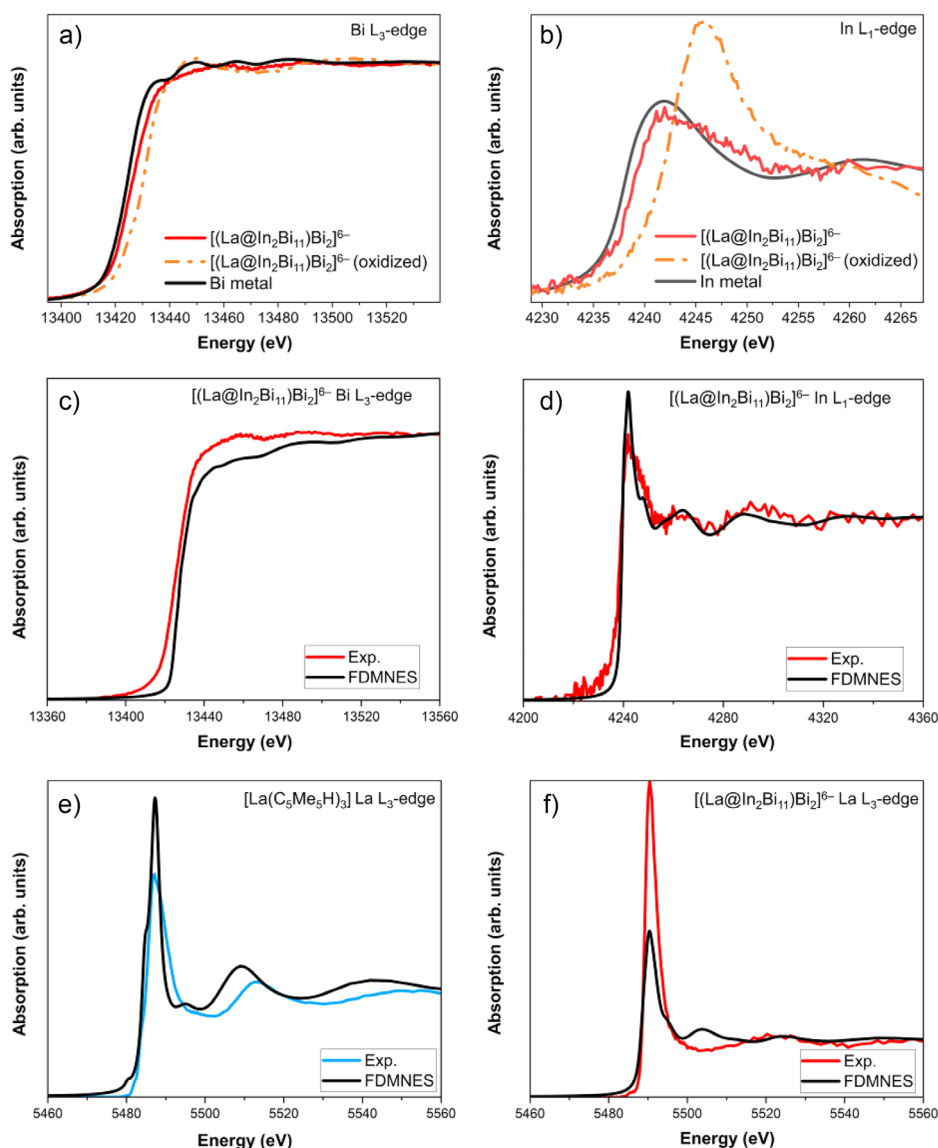 a)
Bi L₃-edge
Absorption (arb. units)
[(La@In₂Bi₁₁)Bi₂]⁶⁻
[(La@In₂Bi₁₁)Bi₂]⁶⁻ (oxidized)
Bi metal
13400 13420 13440 13460 13480 13500 13520
Energy (eV)
b)
In L₁-edge
Absorption (arb. units)
[(La@In₂Bi₁₁)Bi₂]⁶⁻
[(La@In₂Bi₁₁)Bi₂]⁶⁻ (oxidized)
In metal
4230 4235 4240 4245 4250 4255 4260 4265
Energy (eV)
c)
[(La@In₂Bi₁₁)Bi₂]⁶⁻ Bi L₃-edge
Absorption (arb. units)
Exp.
FDMNES
13360 13400 13440 13480 13520 13560
Energy (eV)
d)
[(La@In₂Bi₁₁)Bi₂]⁶⁻ In L₁-edge
Absorption (arb. units)
Exp.
FDMNES
4200 4240 4280 4320 4360
Energy (eV)
e)
[La(C₅Me₅H)₃] La L₃-edge
Absorption (arb. units)
Exp.
FDMNES
5460 5480 5500 5520 5540 5560
Energy (eV)
f)
[(La@In₂Bi₁₁)Bi₂]⁶⁻ La L₃-edge
Absorption (arb. units)
Exp.
FDMNES
5460 5480 5500 5520 5540 5560
Energy (eV)